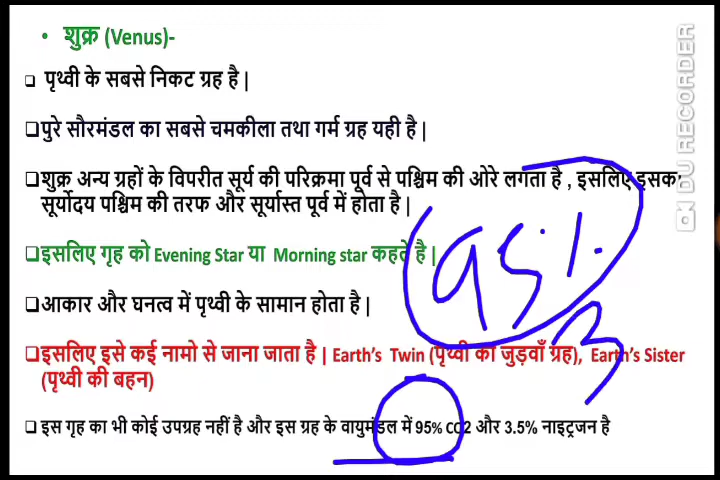 • शुक्र (Venus)-
पृथ्वी के सबसे निकट ग्रह है |
पुरे सौरमंडल का सबसे चमकीला तथा गर्म ग्रह यही है |
शुक्र अन्य ग्रहों के विपरीत सूर्य की परिक्रमा पूर्व से पश्चिम की ओरे लगता है , इसलिए इसक
सूर्योदय पश्चिम की तरफ और सूर्यास्त पूर्व में होता है |
इसलिए गृह को Evening Star या Morning star कहते है |
95%
आकार और घनत्व में पृथ्वी के सामान होता है |
इसलिए इसे कई नामो से जाना जाता है | Earth's Twin (पृथ्वी का जुड़वाँ ग्रह), Earth's Sister
(पृथ्वी की बहन)
इस गृह का भी कोई उपग्रह नहीं है और इस ग्रह के वायुमंडल में 95% CO2 और 3.5% नाइट्रजन है
DU RECORDER